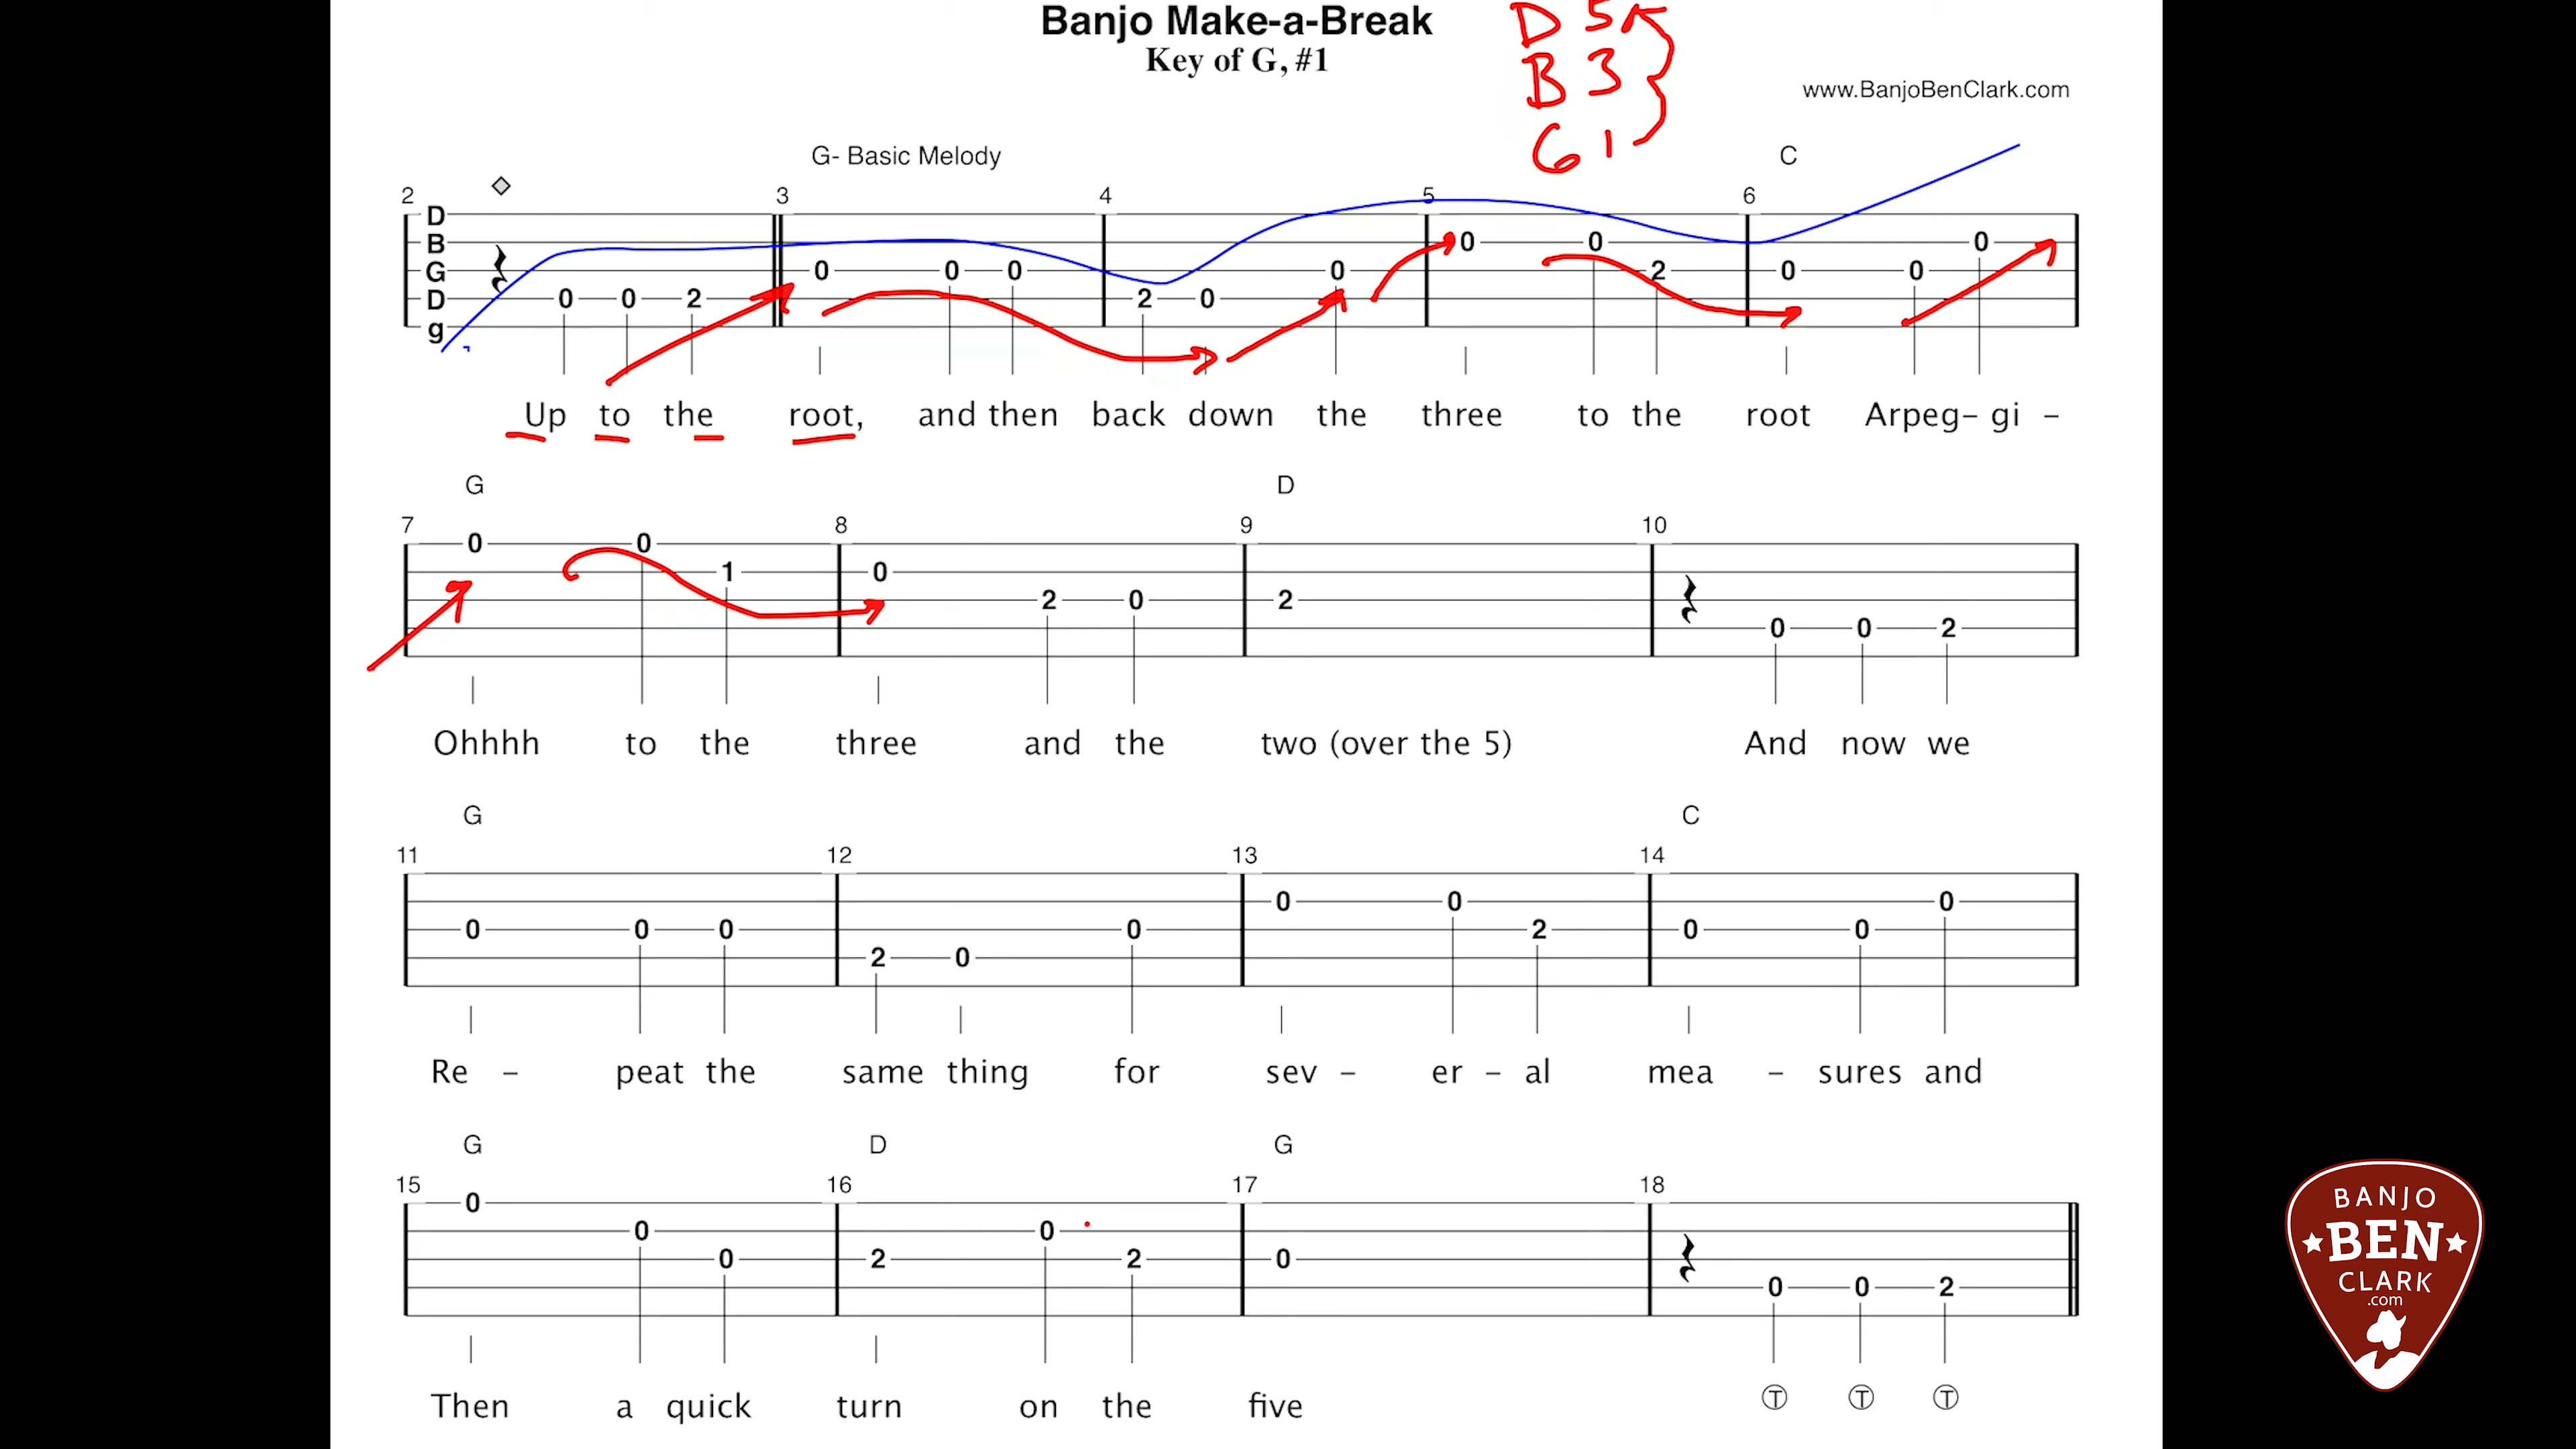 Banjo Make-a-Break
Key of G, #1
D 5
B 3
G 1
www.BanjoBenClark.com
G- Basic Melody C
2 3 4 5 6
D
B 0 0 0
G 0 0 0 0 2 0 0
D 0 0 2 2 0
g
Up to the root, and then back down the three to the root Arpeg- gi -
G D
7 8 9 10
0 0
1 0
2 0 2
0 0 2
Ohhhh to the three and the two (over the 5) And now we
G C
11 12 13 14
0 0 0
0 0 0 0 2 0 0
2 0
Re - peat the same thing for sev - er - al mea - sures and
G D G
15 16 17 18
0
0 0
0 2 2 0
0 0 2
T T T
Then a quick turn on the five
BANJO
BEN
CLARK
.com